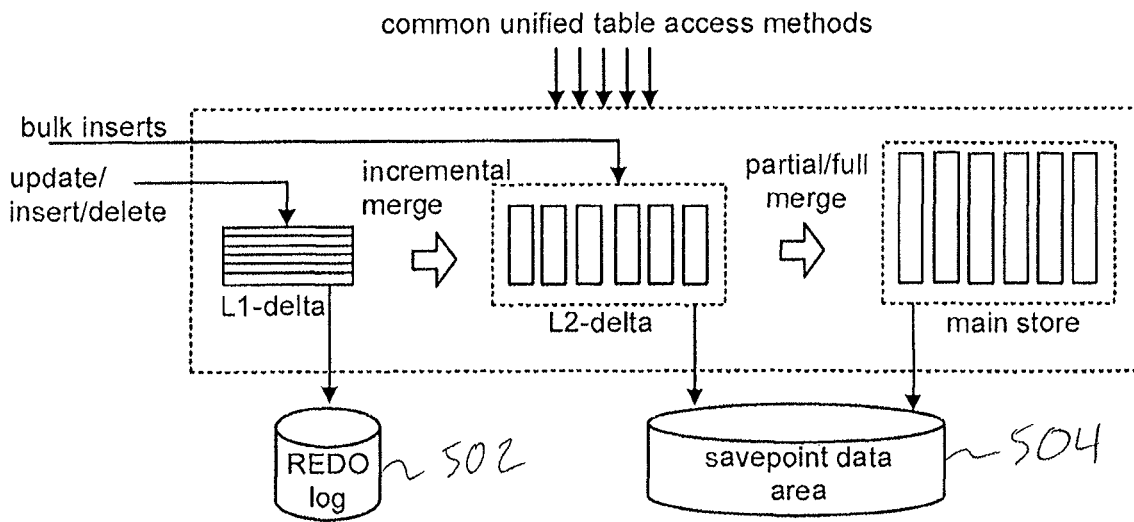 common unified table access methods
bulk inserts
update/
insert/delete
incremental
merge
partial/full
merge
L1-delta
L2-delta
main store
REDO
log
502
savepoint data
area
504